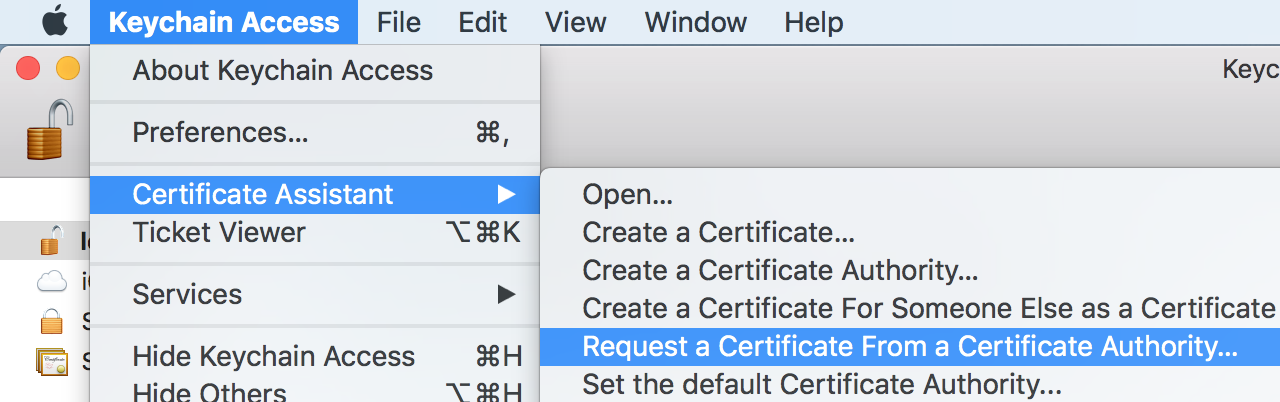 Keychain Access File Edit View Window Help
Keyc
About Keychain Access
Preferences... ⌘,
Certificate Assistant
Ticket Viewer ⌥⌘K
Services
Hide Keychain Access ⌘H
Hide Others ⌥⌘H
Open...
Create a Certificate...
Create a Certificate Authority...
Create a Certificate For Someone Else as a Certificate
Request a Certificate From a Certificate Authority...
Set the default Certificate Authority...